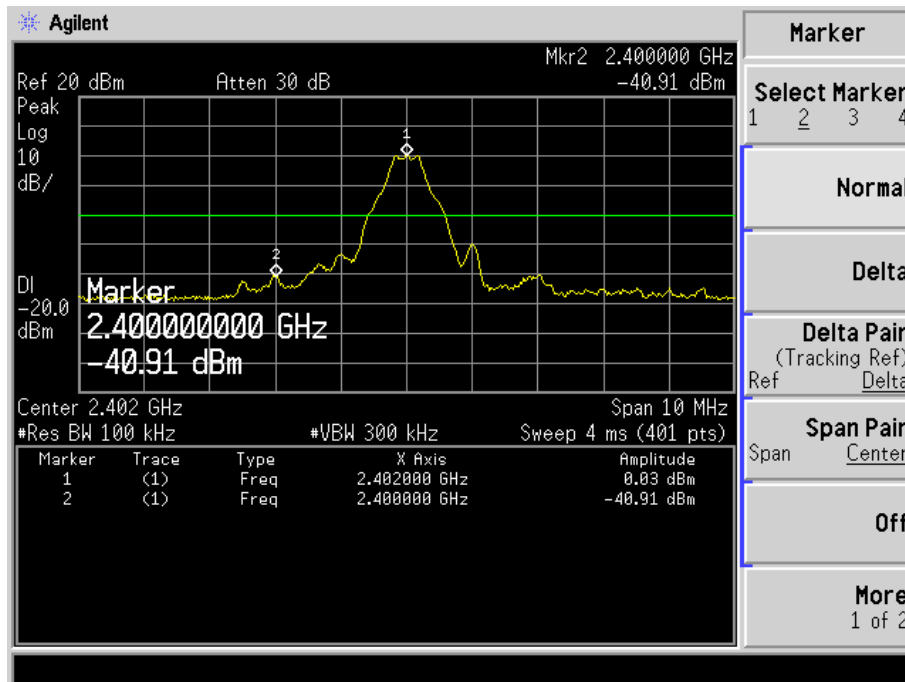 Agilent
Mkr2 2.400000 GHz
Ref 20 dBm Atten 30 dB -40.91 dBm
Peak
Log
10
dB/
1
2
DI
-20.0
dBm
Marker
2.400000000 GHz
-40.91 dBm
Center 2.402 GHz Span 10 MHz
#Res BW 100 kHz #VBW 300 kHz Sweep 4 ms (401 pts)
Marker Trace Type X Axis Amplitude
1 (1) Freq 2.402000 GHz 0.03 dBm
2 (1) Freq 2.400000 GHz -40.91 dBm
Marker
Select Marker
1 2 3 4
Normal
Delta
Delta Pair
(Tracking Ref)
Ref Delta
Span Pair
Span Center
Off
More
1 of 2